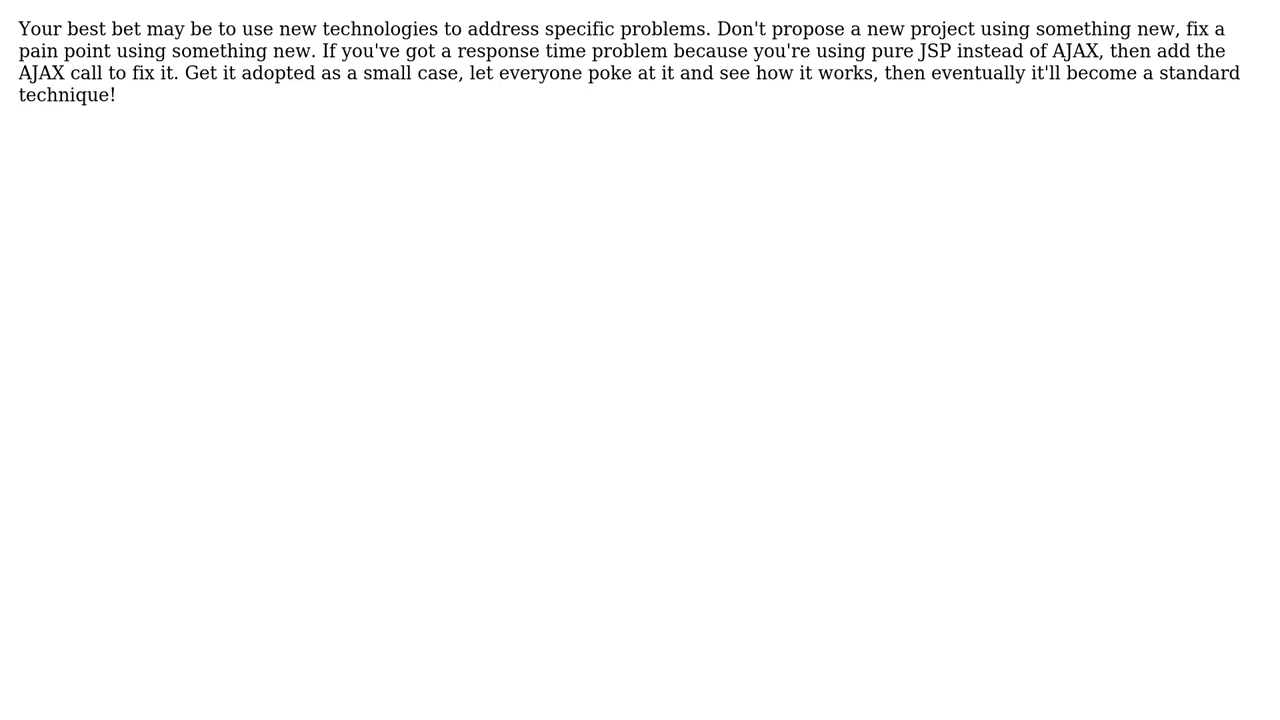 Your best bet may be to use new technologies to address specific problems. Don't propose a new project using something new, fix a
pain point using something new. If you've got a response time problem because you're using pure JSP instead of AJAX, then add the
AJAX call to fix it. Get it adopted as a small case, let everyone poke at it and see how it works, then eventually it'll become a standard
technique!